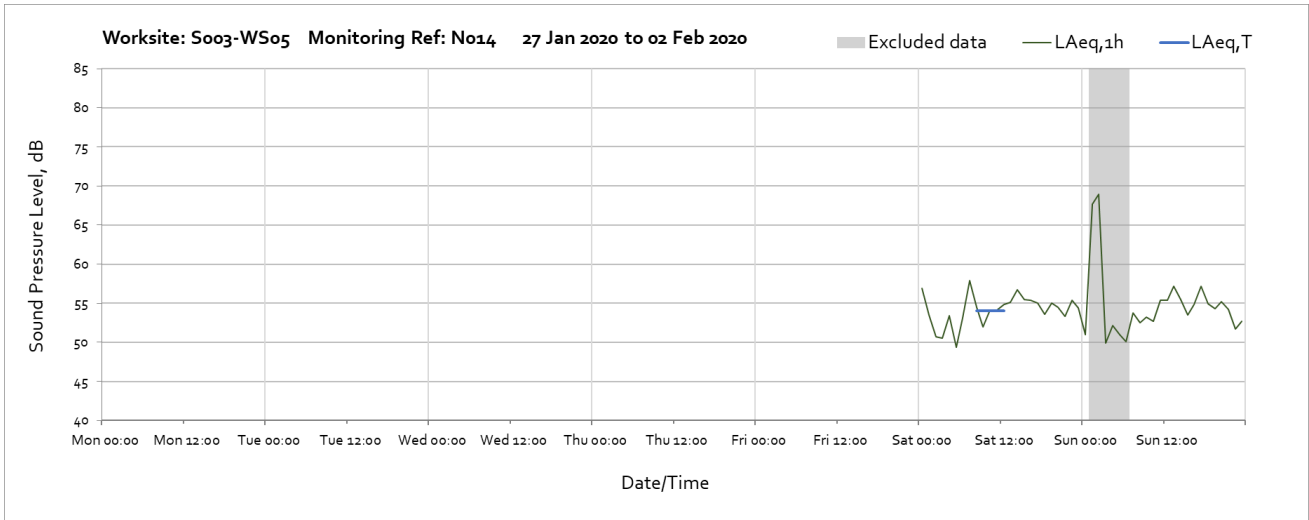 Worksite: S003-WS05 Monitoring Ref: N014 27 Jan 2020 to 02 Feb 2020
Excluded data LAeq,1h LAeq,T
85
80
75
70
65
60
55
50
45
40
Sound Pressure Level, dB
Mon 00:00 Mon 12:00 Tue 00:00 Tue 12:00 Wed 00:00 Wed 12:00 Thu 00:00 Thu 12:00 Fri 00:00 Fri 12:00 Sat 00:00 Sat 12:00 Sun 00:00 Sun 12:00
Date/Time